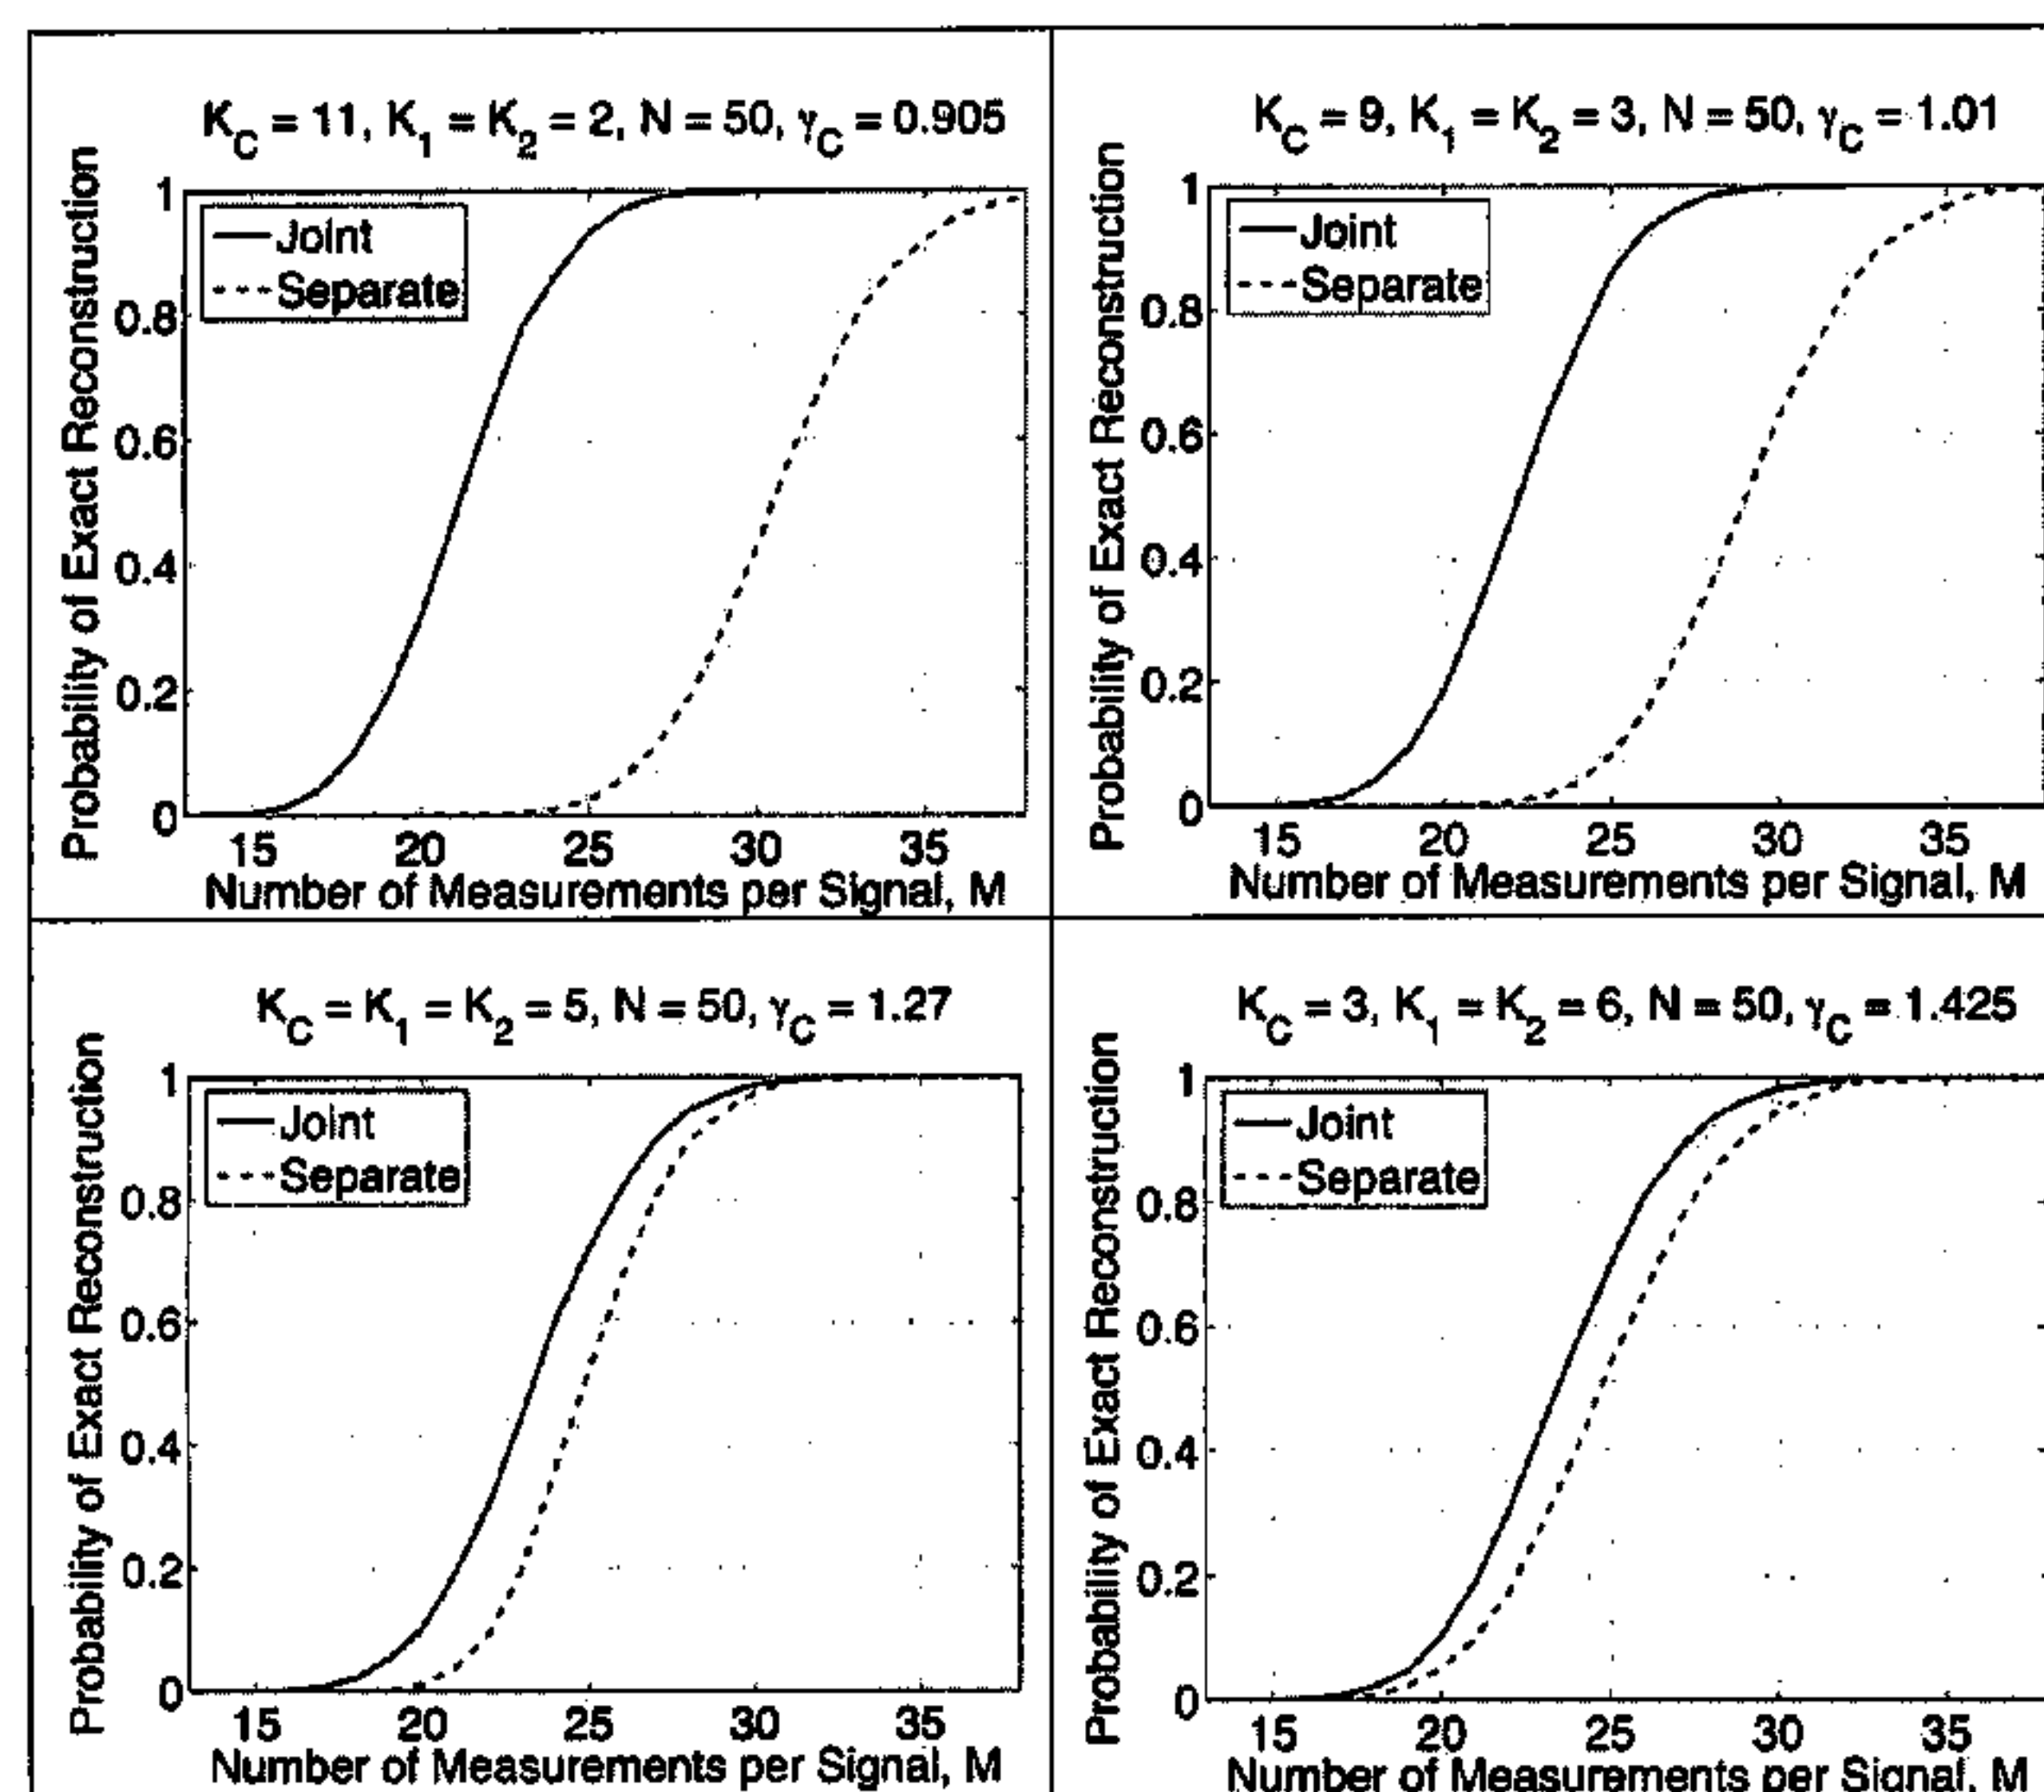 K_C = 11, K_1 = K_2 = 2, N = 50, γ_C = 0.905
Probability of Exact Reconstruction
1
0.8
0.6
0.4
0.2
0
Joint
Separate
15 20 25 30 35
Number of Measurements per Signal, M
K_C = 9, K_1 = K_2 = 3, N = 50, γ_C = 1.01
Probability of Exact Reconstruction
1
0.8
0.6
0.4
0.2
0
Joint
Separate
15 20 25 30 35
Number of Measurements per Signal, M
K_C = K_1 = K_2 = 5, N = 50, γ_C = 1.27
Probability of Exact Reconstruction
1
0.8
0.6
0.4
0.2
0
Joint
Separate
15 20 25 30 35
Number of Measurements per Signal, M
K_C = 3, K_1 = K_2 = 6, N = 50, γ_C = 1.425
Probability of Exact Reconstruction
1
0.8
0.6
0.4
0.2
0
Joint
Separate
15 20 25 30 35
Number of Measurements per Signal, M